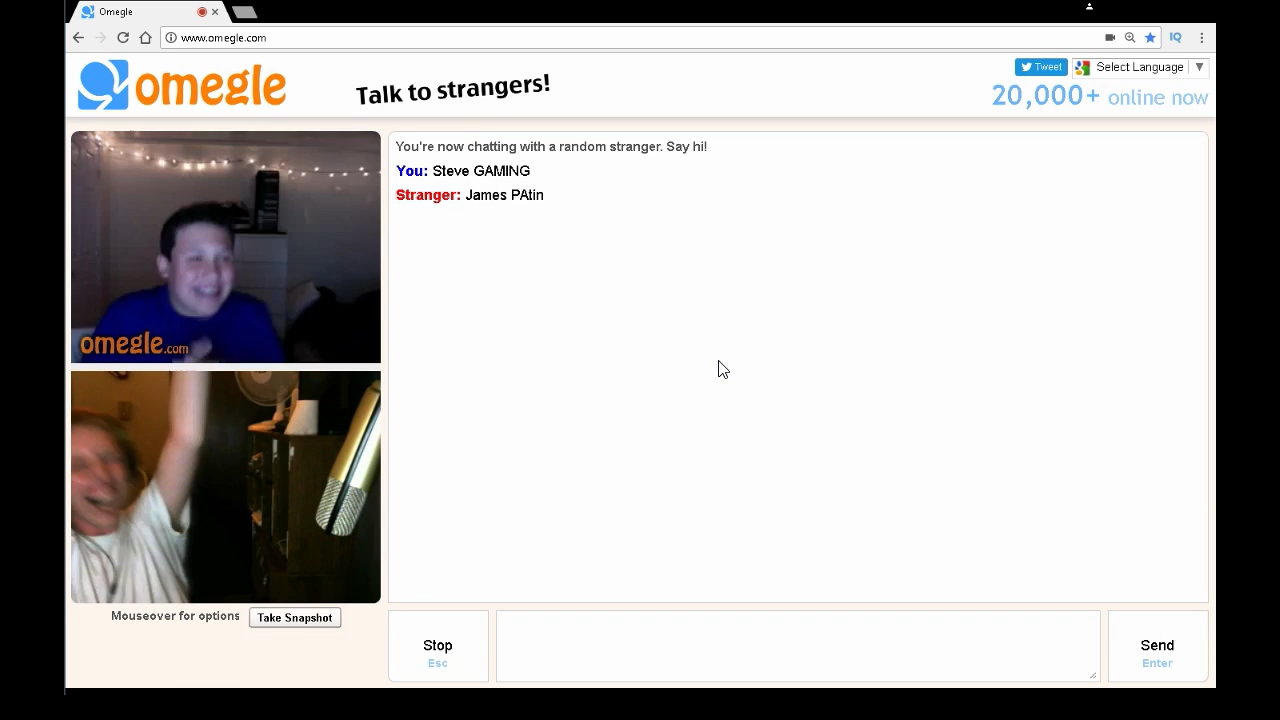 Omegle
www.omegle.com
IQ
omegle
Talk to strangers!
Tweet
Select Language
20,000+ online now
You're now chatting with a random stranger. Say hi!
You: Steve GAMING
Stranger: James PAtin
omegle.com
Mouseover for options
Take Snapshot
Stop
Esc
Send
Enter